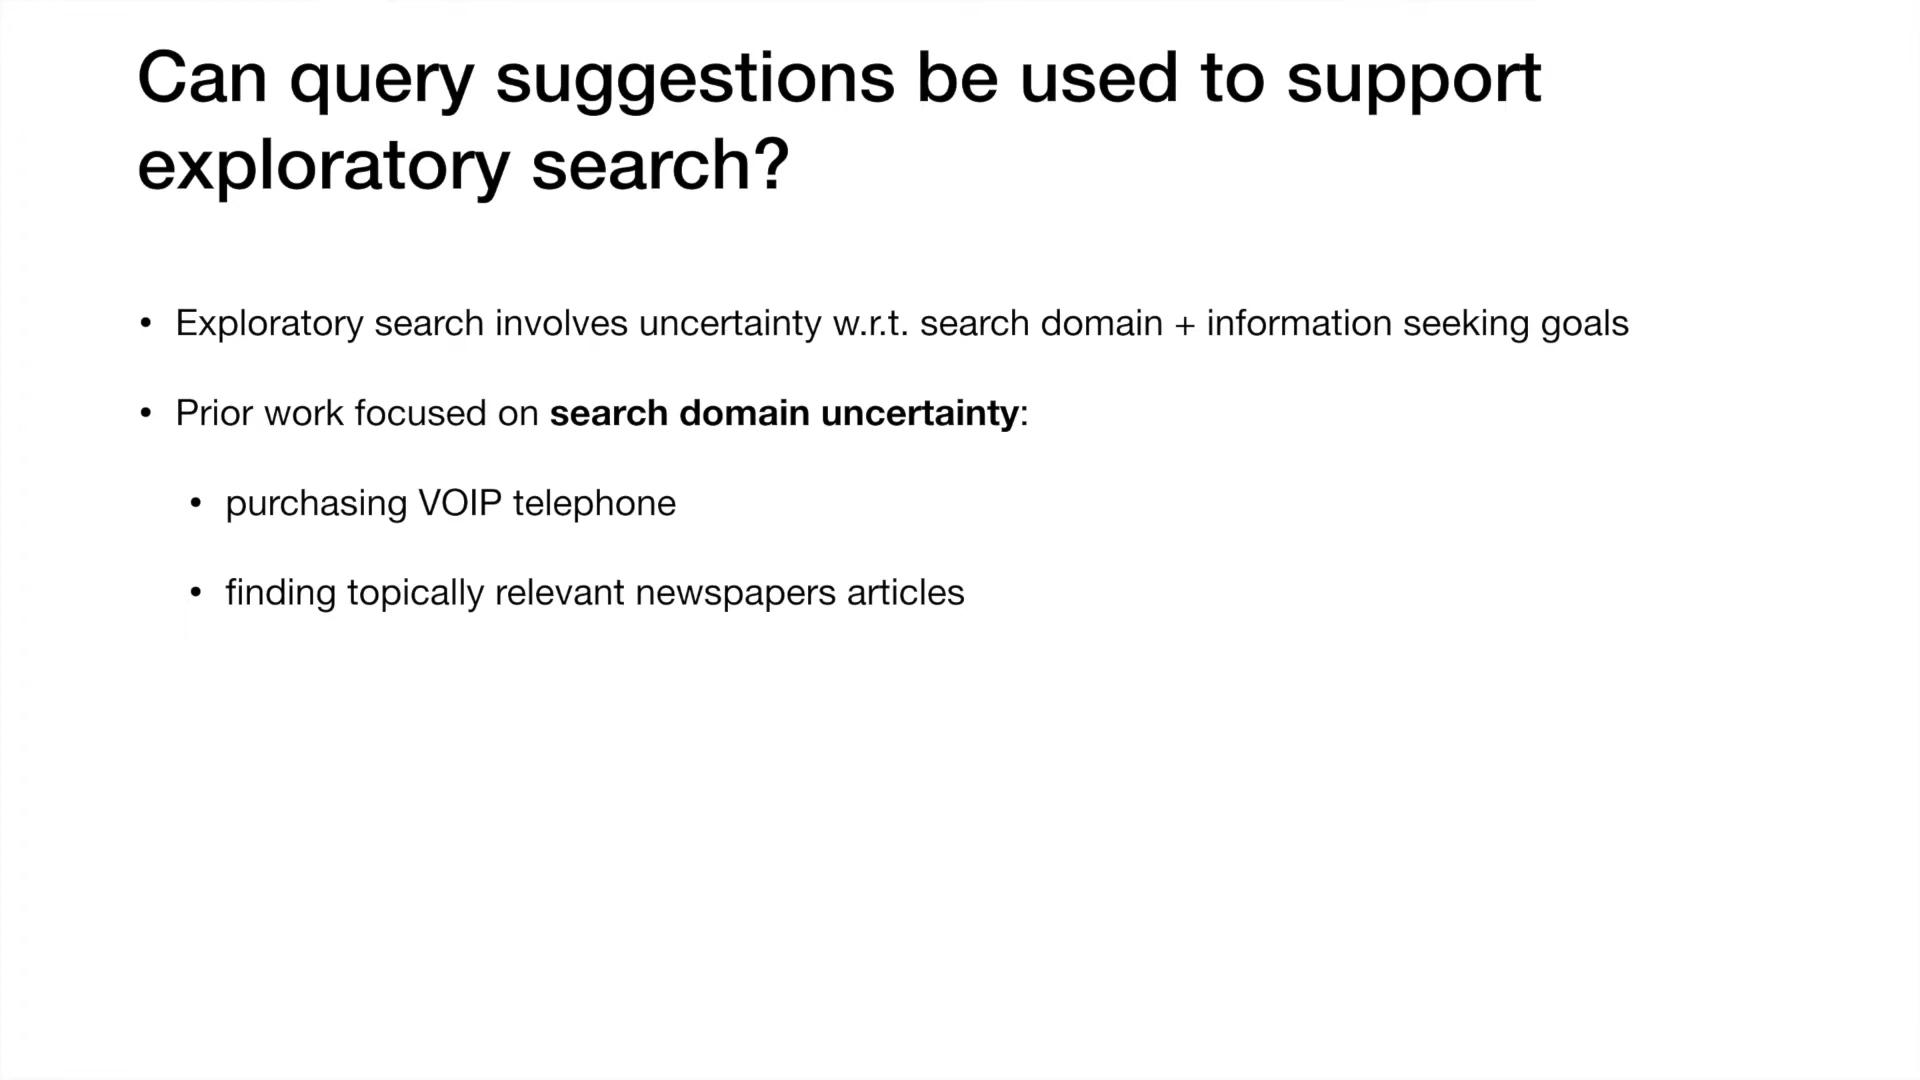 Can query suggestions be used to support
exploratory search?
• Exploratory search involves uncertainty w.r.t. search domain + information seeking goals
• Prior work focused on search domain uncertainty:
• purchasing VOIP telephone
• finding topically relevant newspapers articles